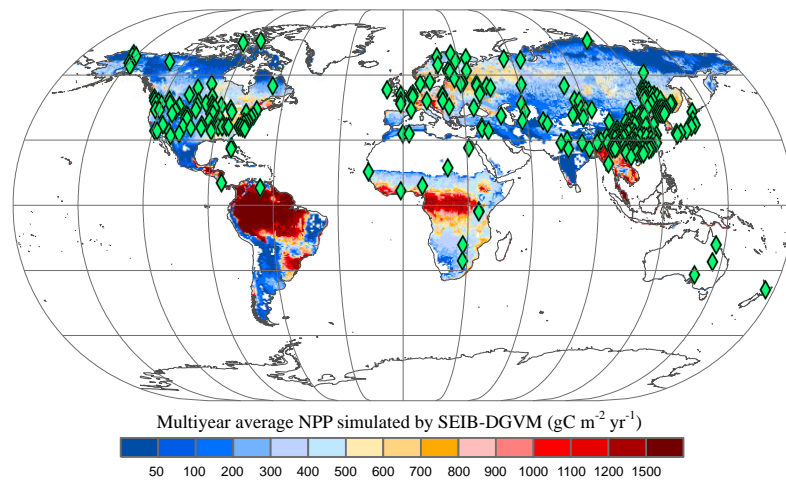 Multiyear average NPP simulated by SEIB-DGVM (gC m⁻² yr⁻¹)
50 100 200 300 400 500 600 700 800 900 1000 1100 1200 1500